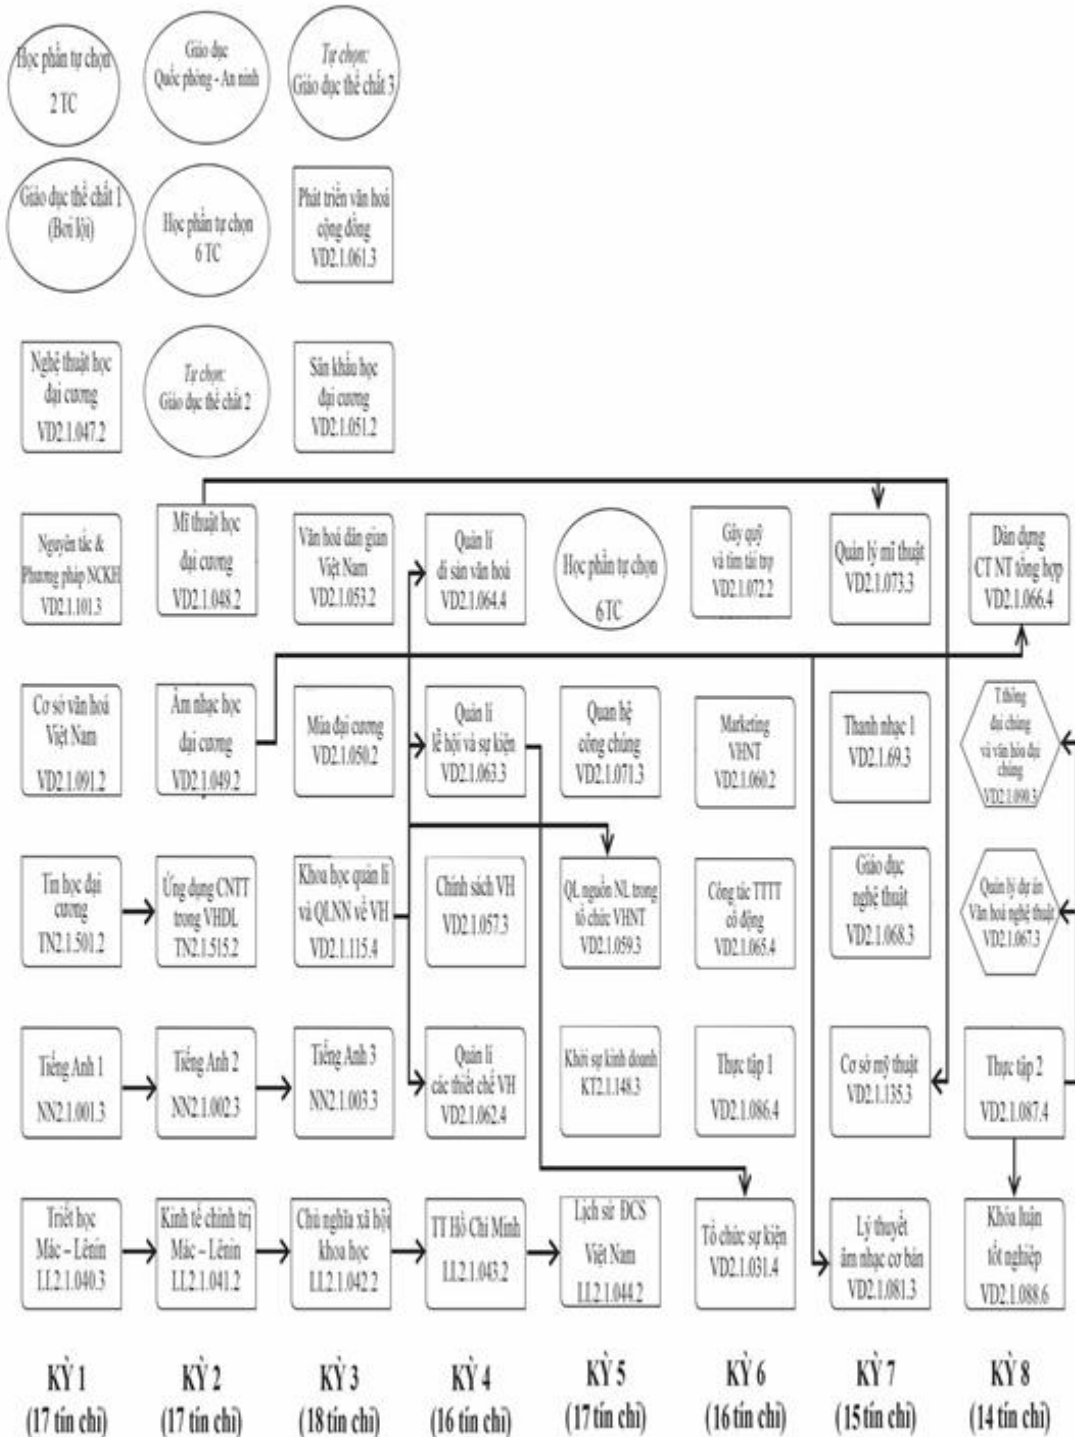 Học phần tự chọn
2 TC
Giáo dục
Quốc phòng - An ninh
Tự chọn:
Giáo dục thể chất 3
Giáo dục thể chất 1
(Bơi lội)
Học phần tự chọn
6 TC
Phát triển văn hoá
cộng đồng
VD2.1.061.3
Nghệ thuật học
đại cương
VD2.1.047.2
Tự chọn:
Giáo dục thể chất 2
Sân khấu học
đại cương
VD2.1.051.2
Nguyên tắc &
Phương pháp NCKH
VD2.1.101.3
Mĩ thuật học
đại cương
VD2.1.048.2
Văn hoá dân gian
Việt Nam
VD2.1.053.2
Quản lí
di sản văn hoá
VD2.1.064.4
Học phần tự chọn
6TC
Gây quỹ
và tìm tài trợ
VD2.1.072.2
Quản lý mĩ thuật
VD2.1.073.3
Dàn dựng
CT NT tổng hợp
VD2.1.066.4
Cơ sở văn hoá
Việt Nam
VD2.1.091.2
Âm nhạc học
đại cương
VD2.1.049.2
Múa đại cương
VD2.1.050.2
Quản lí
lễ hội và sự kiện
VD2.1.063.3
Quan hệ
công chúng
VD2.1.071.3
Marketing
VHNT
VD2.1.060.2
Thanh nhạc 1
VD2.1.69.3
T.thông
đại chúng
và văn hóa đại
chúng
VD2.1.090.3
Tin học đại
cương
TN2.1.501.2
Ứng dụng CNTT
trong VHDL
TN2.1.515.2
Khoa học quản lí
và QLNN về VH
VD2.1.115.4
Chính sách VH
VD2.1.057.3
QL nguồn NL trong
tổ chức VHNT
VD2.1.059.3
Công tác TTTT
cổ động
VD2.1.065.4
Giáo dục
nghệ thuật
VD2.1.068.3
Quản lý dự án
Văn hoá nghệ thuật
VD2.1.067.3
Tiếng Anh 1
NN2.1.001.3
Tiếng Anh 2
NN2.1.002.3
Tiếng Anh 3
NN2.1.003.3
Quản lí
các thiết chế VH
VD2.1.062.4
Khởi sự kinh doanh
KT2.1.148.3
Thực tập 1
VD2.1.086.4
Cơ sở mỹ thuật
VD2.1.135.3
Thực tập 2
VD2.1.087.4
Triết học
Mác – Lênin
LL2.1.040.3
Kinh tế chính trị
Mác – Lênin
LL2.1.041.2
Chủ nghĩa xã hội
khoa học
LL2.1.042.2
TT Hồ Chí Minh
LL2.1.043.2
Lịch sử ĐCS
Việt Nam
LL2.1.044.2
Tổ chức sự kiện
VD2.1.031.4
Lý thuyết
âm nhạc cơ bản
VD2.1.081.3
Khóa luận
tốt nghiệp
VD2.1.088.6
KỲ 1
(17 tín chỉ)
KỲ 2
(17 tín chỉ)
KỲ 3
(18 tín chỉ)
KỲ 4
(16 tín chỉ)
KỲ 5
(17 tín chỉ)
KỲ 6
(16 tín chỉ)
KỲ 7
(15 tín chỉ)
KỲ 8
(14 tín chỉ)